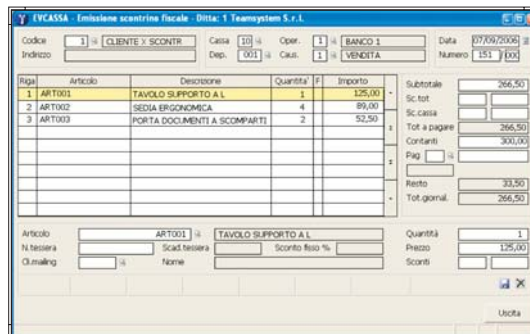 EVCASSA - Emissione scontrino fiscale - Ditta: 1 Teamsystem S.r.l.
Codice 1 CLIENTE X SCONTR Cassa 10 Oper. 1 BANCO 1 Data 07/09/2006
Indirizzo Dep. 001 Caus. 1 VENDITA Numero 151 /00
Riga Articolo Descrizione Quantita' F Importo
1 ART001 TAVOLO SUPPORTO A L 1 125,00
2 ART002 SEDIA ERGONOMICA 4 89,00
3 ART003 PORTA DOCUMENTI A SCOMPARTI 2 52,50
Subtotale 266,50
Sc.tot
Sc.cassa
Tot a pagare 266,50
Contanti 300,00
Pag
Resto 33,50
Tot.giornal. 266,50
Articolo ART001 TAVOLO SUPPORTO A L Quantità 1
N.tessera Scad.tessera Sconto fisso % Prezzo 125,00
Cl.mailing Nome Sconti
Uscita